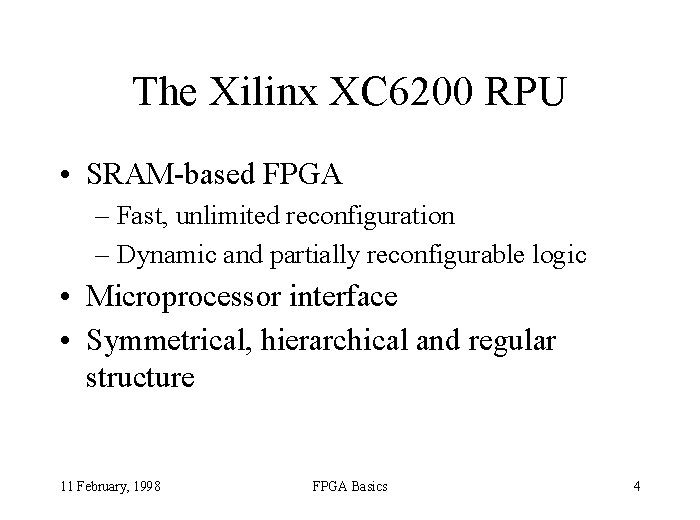 The Xilinx XC6200 RPU
• SRAM-based FPGA
– Fast, unlimited reconfiguration
– Dynamic and partially reconfigurable logic
• Microprocessor interface
• Symmetrical, hierarchical and regular
structure
11 February, 1998 FPGA Basics 4